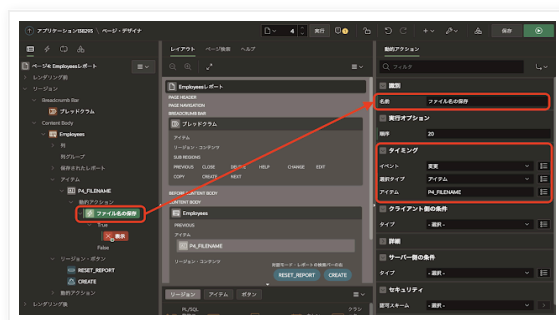 アプリケーション158295 \ ページ・デザイナ
4
実行
保存
レイアウト ページ検索 ヘルプ
動的アクション
ページ4: Employeesレポート
レンダリング前
リージョン
Breadcrumb Bar
ブレッドクラム
Content Body
Employees
列
列グループ
保存されたレポート
アイテム
P4_FILENAME
動的アクション
ファイル名の保存
True
表示
False
リージョン・ボタン
RESET_REPORT
CREATE
動的アクション
レンダリング後
Employeesレポート
PAGE HEADER
PAGE NAVIGATION
BREADCRUMB BAR
ブレッドクラム
アイテム
リージョン・コンテンツ
SUB REGIONS
PREVIOUS CLOSE DELETE HELP CHANGE EDIT
COPY CREATE NEXT
BEFORE CONTENT BODY
CONTENT BODY
Employees
PREVIOUS
アイテム
P4_FILENAME
リージョン・コンテンツ
RESET_REPORT CREATE
リージョン アイテム ボタン
PL/SQL
クラシ
フィルタ
識別
名前 ファイル名の保存
実行オプション
順序 20
タイミング
イベント 変更
選択タイプ アイテム
アイテム P4_FILENAME
クライアント側の条件
タイプ - 選択 -
詳細
サーバー側の条件
タイプ - 選択 -
セキュリティ
認可スキーム - 選択 -